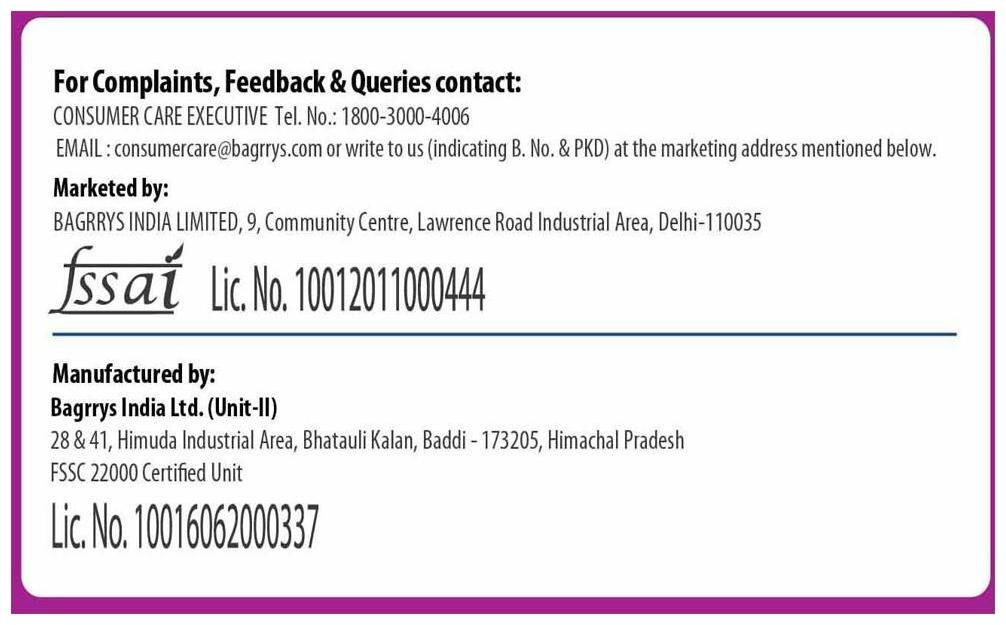 For Complaints, Feedback & Queries contact:
CONSUMER CARE EXECUTIVE Tel. No.: 1800-3000-4006
EMAIL : consumercare@bagrrys.com or write to us (indicating B. No. & PKD) at the marketing address mentioned below.
Marketed by:
BAGRRYS INDIA LIMITED, 9, Community Centre, Lawrence Road Industrial Area, Delhi-110035
fssai Lic. No. 10012011000444
Manufactured by:
Bagrrys India Ltd. (Unit-II)
28 & 41, Himuda Industrial Area, Bhatauli Kalan, Baddi - 173205, Himachal Pradesh
FSSC 22000 Certified Unit
Lic. No. 10016062000337